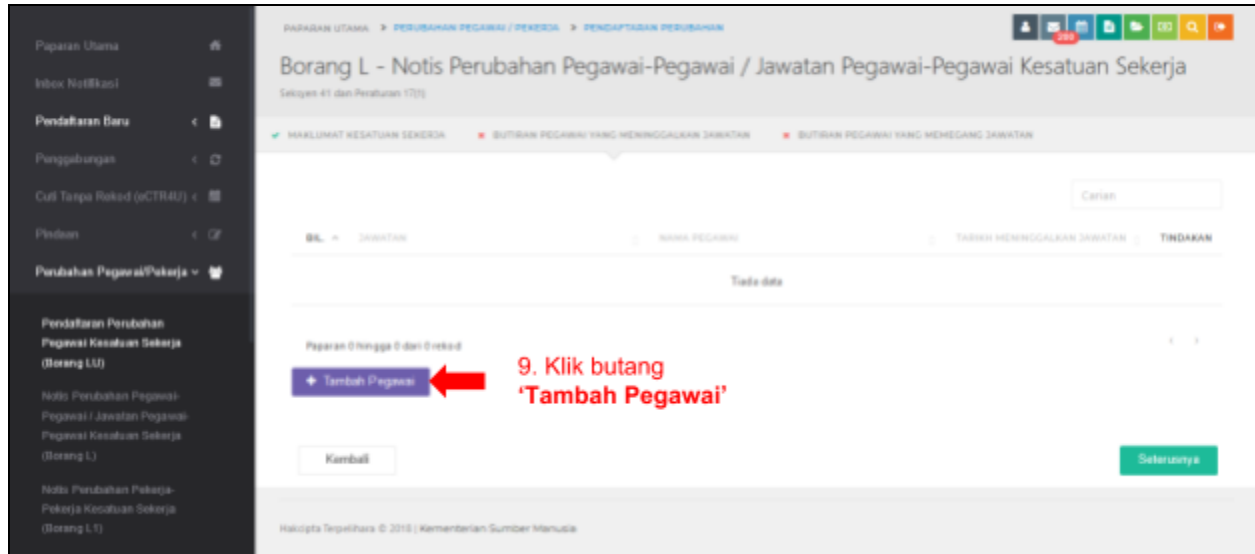 Paparan Utama
Inbox Notifikasi
Pendaftaran Baru
Penggabungan
Cuti Tanpa Rekod (eCTR4U)
Pindaan
Perubahan Pegawai/Pekerja
Pendaftaran Perubahan
Pegawai Kesatuan Sekerja
(Borang LU)
Notis Perubahan Pegawai-
Pegawai / Jawatan Pegawai-
Pegawai Kesatuan Sekerja
(Borang L)
Notis Perubahan Pekerja-
Pekerja Kesatuan Sekerja
(Borang L1)
PAPARAN UTAMA > PERUBAHAN PEGAWAI / PEKERJA > PENDAFTARAN PERUBAHAN
Borang L - Notis Perubahan Pegawai-Pegawai / Jawatan Pegawai-Pegawai Kesatuan Sekerja
Seksyen 41 dan Peraturan 17(1)
MAKLUMAT KESATUAN SEKERJA BUTIRAN PEGAWAI YANG MENINGGALKAN JAWATAN BUTIRAN PEGAWAI YANG MEMEGANG JAWATAN
Carian
BIL. JAWATAN NAMA PEGAWAI TARIKH MENINGGALKAN JAWATAN TINDAKAN
Tiada data
Paparan 0 hingga 0 dari 0 rekod
+ Tambah Pegawai
9. Klik butang
‘Tambah Pegawai’
Kembali
Seterusnya
Hakcipta Terpelihara © 2018 | Kementerian Sumber Manusia